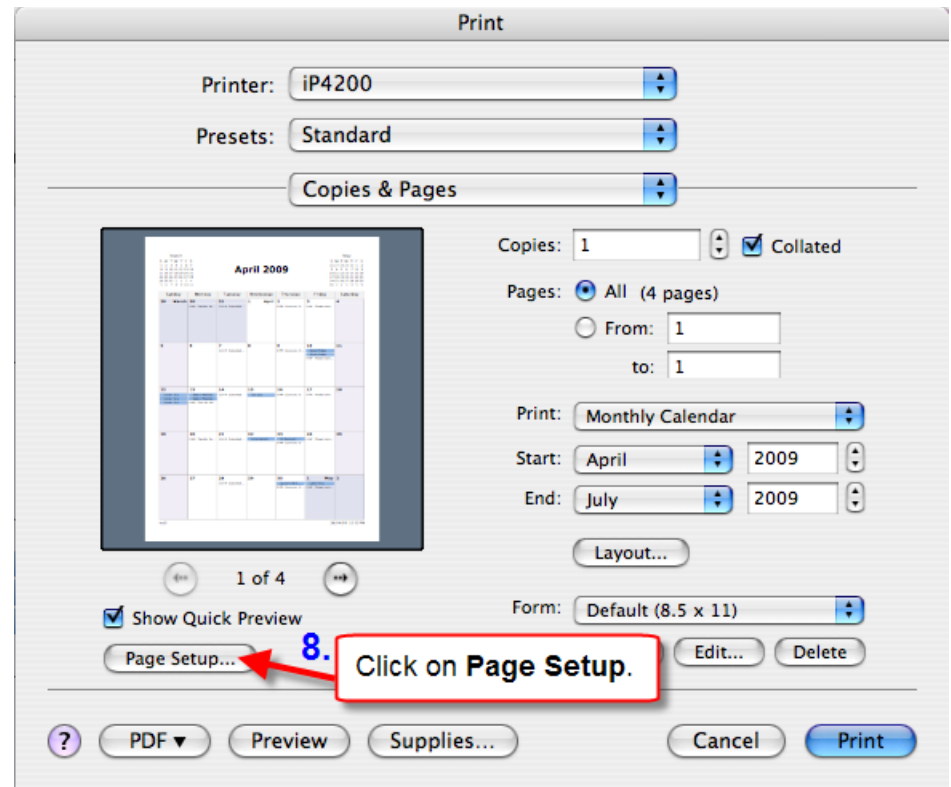 Print
Printer: iP4200
Presets: Standard
Copies & Pages
Copies: 1 Collated
Pages: All (4 pages)
From: 1
to: 1
Print: Monthly Calendar
Start: April 2009
End: July 2009
Layout...
April 2009
1 of 4
Show Quick Preview
Form: Default (8.5 x 11)
Page Setup...
8.
Click on Page Setup.
Edit... Delete
? PDF Preview Supplies... Cancel Print